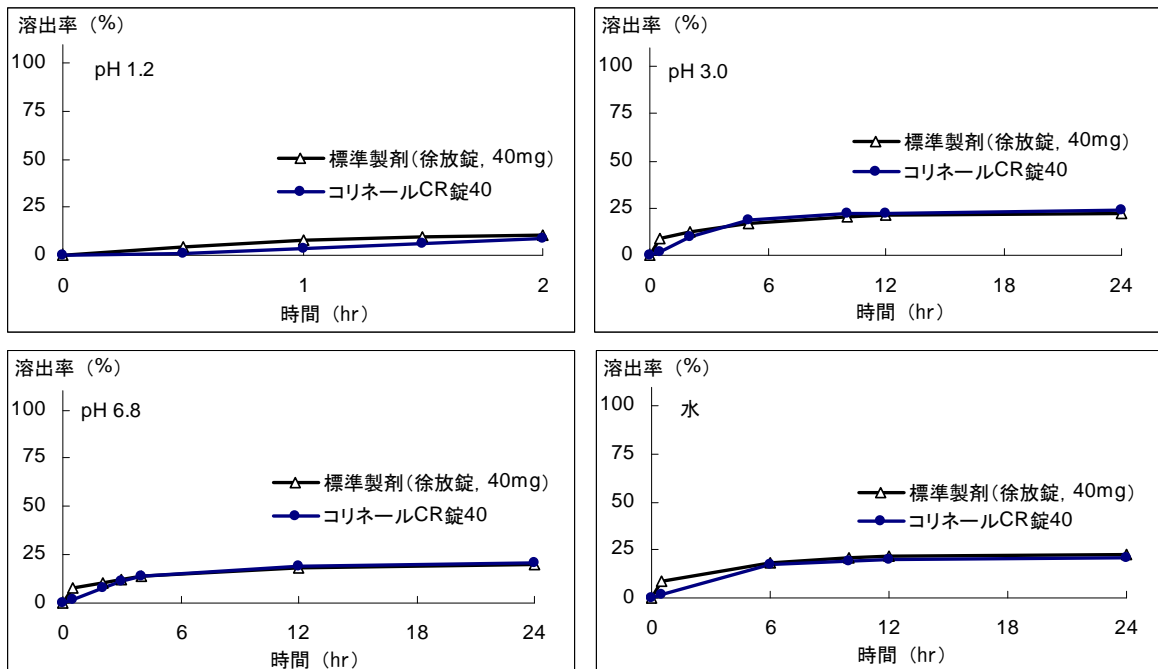 溶出率 (%)
100
75
50
25
0
pH 1.2
標準製剤(徐放錠, 40mg)
コリネールCR錠40
0 1 2
時間 (hr)
溶出率 (%)
100
75
50
25
0
pH 3.0
標準製剤(徐放錠, 40mg)
コリネールCR錠40
0 6 12 18 24
時間 (hr)
溶出率 (%)
100
75
50
25
0
pH 6.8
標準製剤(徐放錠, 40mg)
コリネールCR錠40
0 6 12 18 24
時間 (hr)
溶出率 (%)
100
75
50
25
0
水
標準製剤(徐放錠, 40mg)
コリネールCR錠40
0 6 12 18 24
時間 (hr)